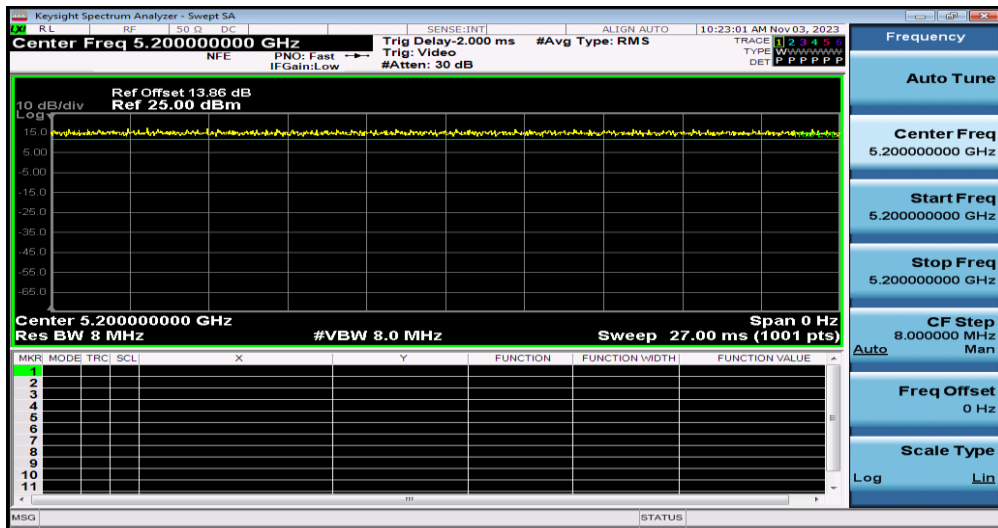 Keysight Spectrum Analyzer - Swept SA
LXI RL RF 50 Ω DC SENSE:INT ALIGN AUTO 10:23:01 AM Nov 03, 2023
Center Freq 5.200000000 GHz
NFE PNO: Fast IFGain:Low
Trig Delay-2.000 ms
Trig: Video
#Atten: 30 dB
#Avg Type: RMS
TRACE 1 2 3 4 5 6
TYPE WWWWWW
DET P P P P P P
Ref Offset 13.86 dB
10 dB/div Ref 25.00 dBm
Log
15.0
5.00
-5.00
-15.0
-25.0
-35.0
-45.0
-55.0
-65.0
Center 5.200000000 GHz Span 0 Hz
Res BW 8 MHz #VBW 8.0 MHz Sweep 27.00 ms (1001 pts)
MKR MODE TRC SCL X Y FUNCTION FUNCTION WIDTH FUNCTION VALUE
1
2
3
4
5
6
7
8
9
10
11
MSG STATUS
Frequency
Auto Tune
Center Freq
5.200000000 GHz
Start Freq
5.200000000 GHz
Stop Freq
5.200000000 GHz
CF Step
8.000000 MHz
Auto Man
Freq Offset
0 Hz
Scale Type
Log Lin